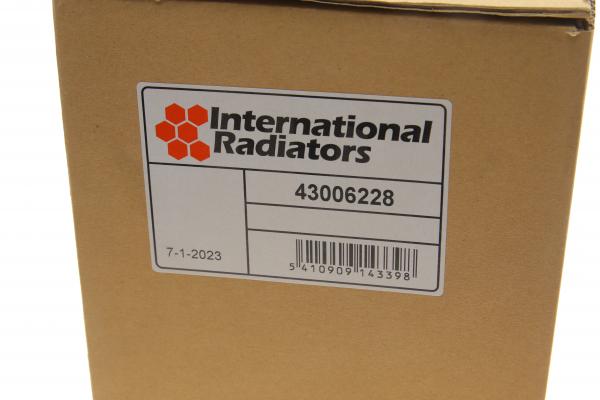 International
Radiators
43006228
7-1-2023
5 410909 143398